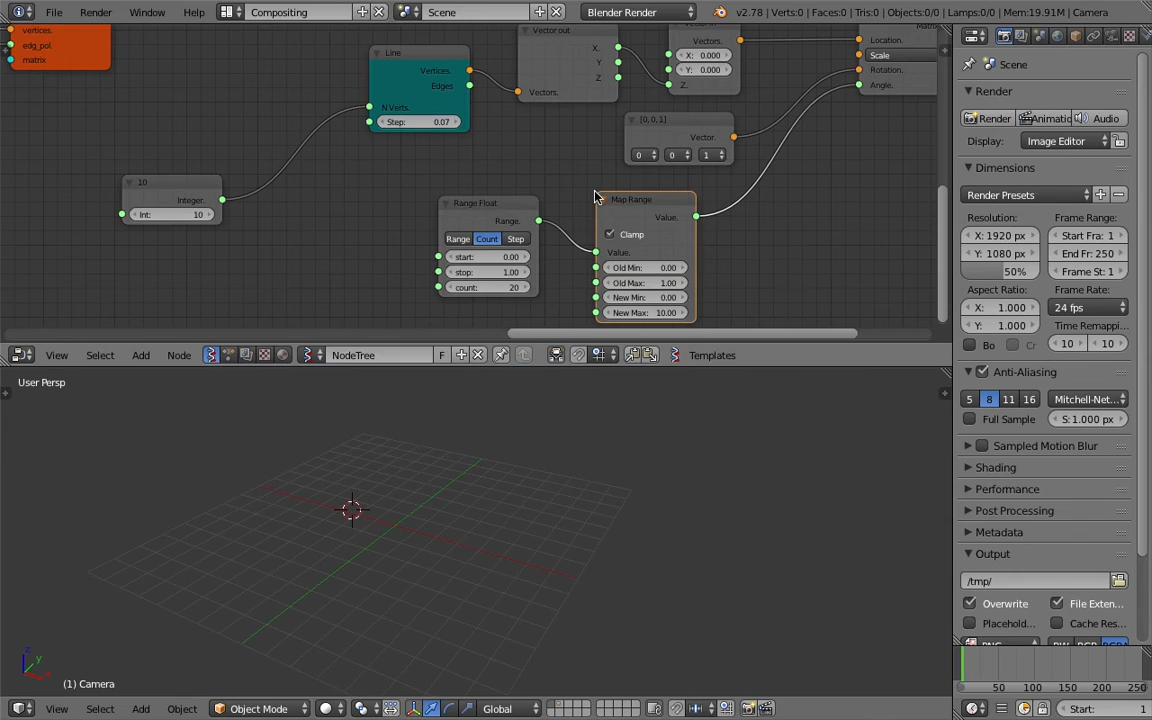 File Render Window Help Compositing Scene Blender Render v2.78 | Verts:0 | Faces:0 | Tris:0 | Objects:0/0 | Lamps:0/0 | Mem:19.91M | Camera
vertices.
edg_pol.
matrix
Line
Vertices.
Edges
N Verts.
Step: 0.07
Vector out
X.
Y.
Z.
Vectors.
Vectors.
X: 0.000
Y: 0.000
Z.
Location.
Scale
Rotation.
Angle.
[0, 0, 1]
Vector.
0 0 1
10
Integer.
Int: 10
Range Float
Range.
Range Count Step
start: 0.00
stop: 1.00
count: 20
Map Range
Value.
Clamp
Value.
Old Min: 0.00
Old Max: 1.00
New Min: 0.00
New Max: 10.00
View Select Add Node NodeTree F Templates
User Persp
z
y
x
(1) Camera
View Select Add Object Object Mode Global
Scene
Render
Render Animatic Audio
Display: Image Editor
Dimensions
Render Presets
Resolution: Frame Range:
X: 1920 px Start Fra: 1
Y: 1080 px End Fr: 250
50% Frame St: 1
Aspect Ratio: Frame Rate:
X: 1.000 24 fps
Y: 1.000 Time Remappi...
Bo Cr 10 10
Anti-Aliasing
5 8 11 16 Mitchell-Net...
Full Sample S: 1.000 px
Sampled Motion Blur
Shading
Performance
Post Processing
Metadata
Output
/tmp/
Overwrite File Exten...
Placehold... Cache Res...
50 100 150 200 250
Start: 1